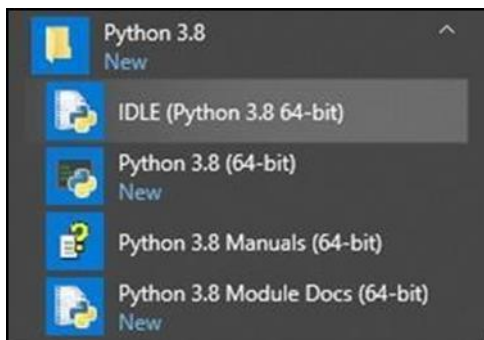 Python 3.8
New
IDLE (Python 3.8 64-bit)
Python 3.8 (64-bit)
New
Python 3.8 Manuals (64-bit)
Python 3.8 Module Docs (64-bit)
New